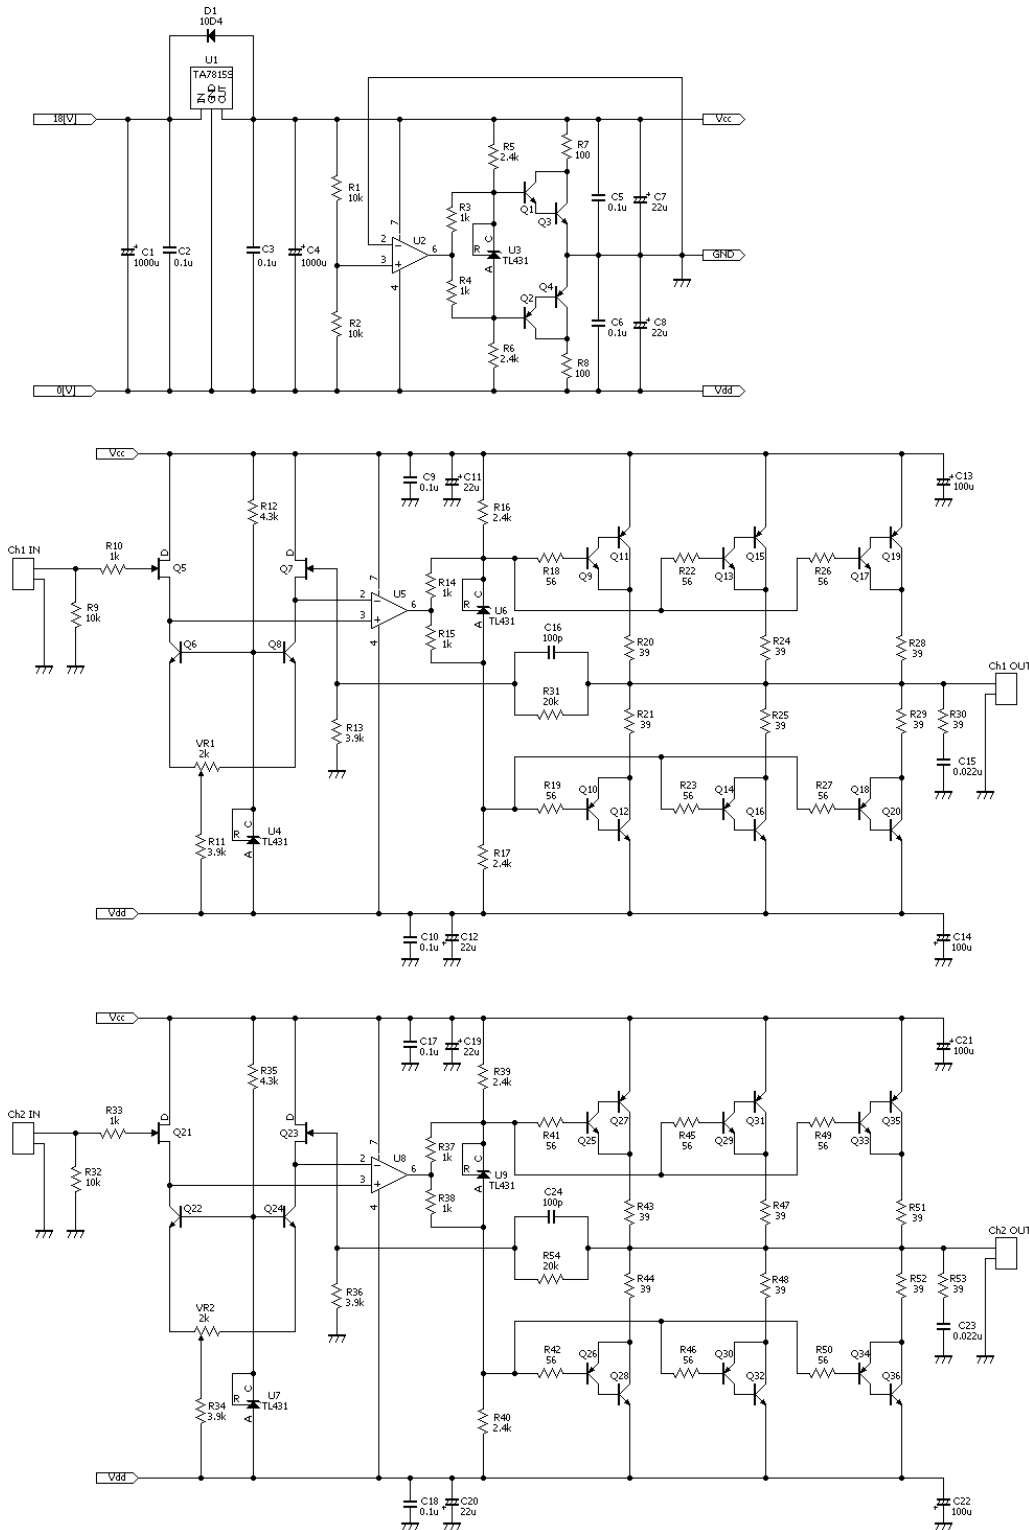 D1
10D4
U1
TA7815S
IN
GND
OUT
18[V]
Vcc
R5
2.4k
R7
100
R1
10k
R3
1k
Q1
Q3
C5
0.1u
C7
22u
C1
1000u
C2
0.1u
C3
0.1u
C4
1000u
7
2
3
4
6
U2
R
C
A
U3
TL431
GND
R4
1k
Q4
Q2
R2
10k
C6
0.1u
C8
22u
R6
2.4k
R8
100
0[V]
Vdd
Vcc
R12
4.3k
C9
0.1u
C11
22u
R16
2.4k
C13
100u
Ch1 IN
R10
1k
D
Q5
D
Q7
Q11
Q15
Q19
R18
56
Q9
R22
56
Q13
R26
56
Q17
R9
10k
7
2
3
4
6
U5
R14
1k
R15
1k
R
C
A
U6
TL431
Q6
Q8
C16
100p
R20
39
R24
39
R28
39
Ch1 OUT
R31
20k
R13
3.9k
R21
39
R25
39
R29
39
R30
39
VR1
2k
C15
0.022u
R11
3.9k
R
C
A
U4
TL431
R19
56
Q10
Q12
R23
56
Q14
Q16
R27
56
Q18
Q20
R17
2.4k
Vdd
C10
0.1u
C12
22u
C14
100u
Vcc
R35
4.3k
C17
0.1u
C19
22u
R39
2.4k
C21
100u
Ch2 IN
R33
1k
D
Q21
D
Q23
Q27
Q31
Q35
R41
56
Q25
R45
56
Q29
R49
56
Q33
R32
10k
7
2
3
4
6
U8
R37
1k
R38
1k
R
C
A
U9
TL431
Q22
Q24
C24
100p
R43
39
R47
39
R51
39
Ch2 OUT
R54
20k
R36
3.9k
R44
39
R48
39
R52
39
R53
39
VR2
2k
C23
0.022u
R34
3.9k
R
C
A
U7
TL431
R42
56
Q26
Q28
R46
56
Q30
Q32
R50
56
Q34
Q36
R40
2.4k
Vdd
C18
0.1u
C20
22u
C22
100u